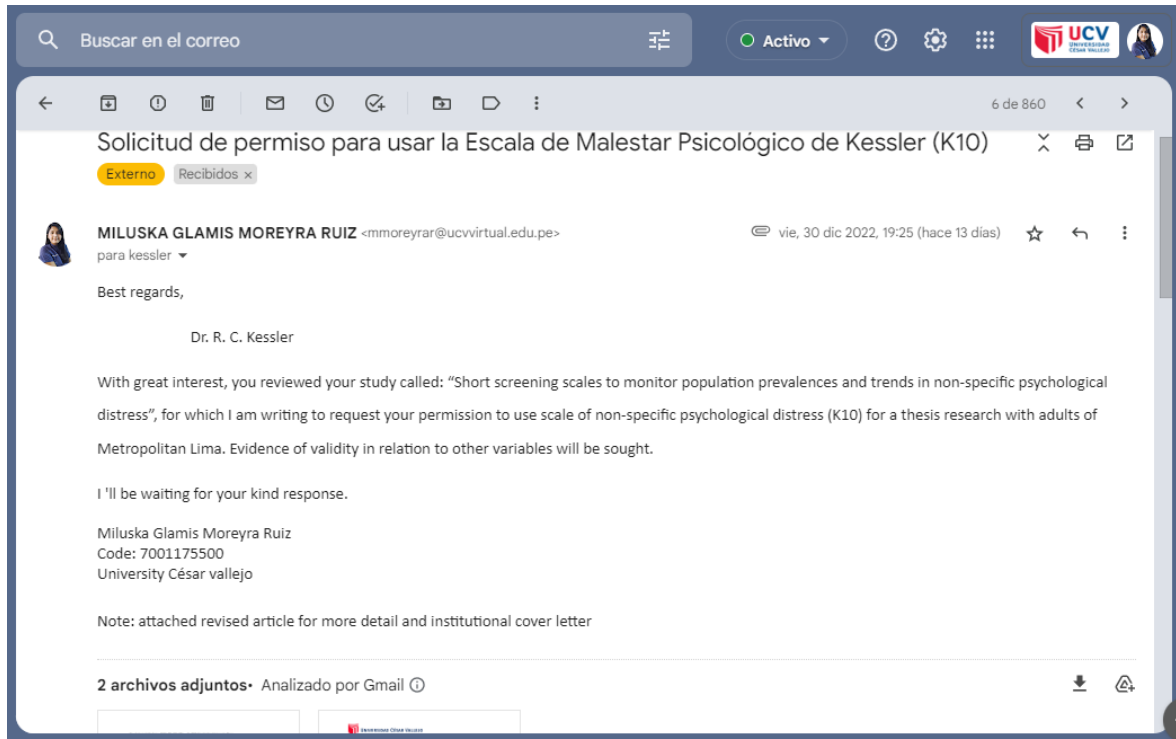 Buscar en el correo
Activo
UCV
UNIVERSIDAD
CÉSAR VALLEJO
6 de 860
Solicitud de permiso para usar la Escala de Malestar Psicológico de Kessler (K10)
Externo Recibidos ×
MILUSKA GLAMIS MOREYRA RUIZ <mmoreyrar@ucvvirtual.edu.pe> vie, 30 dic 2022, 19:25 (hace 13 días)
para kessler
Best regards,
Dr. R. C. Kessler
With great interest, you reviewed your study called: “Short screening scales to monitor population prevalences and trends in non-specific psychological
distress”, for which I am writing to request your permission to use scale of non-specific psychological distress (K10) for a thesis research with adults of
Metropolitan Lima. Evidence of validity in relation to other variables will be sought.
I 'll be waiting for your kind response.
Miluska Glamis Moreyra Ruiz
Code: 7001175500
University César vallejo
Note: attached revised article for more detail and institutional cover letter
2 archivos adjuntos• Analizado por Gmail
UNIVERSIDAD CÉSAR VALLEJO